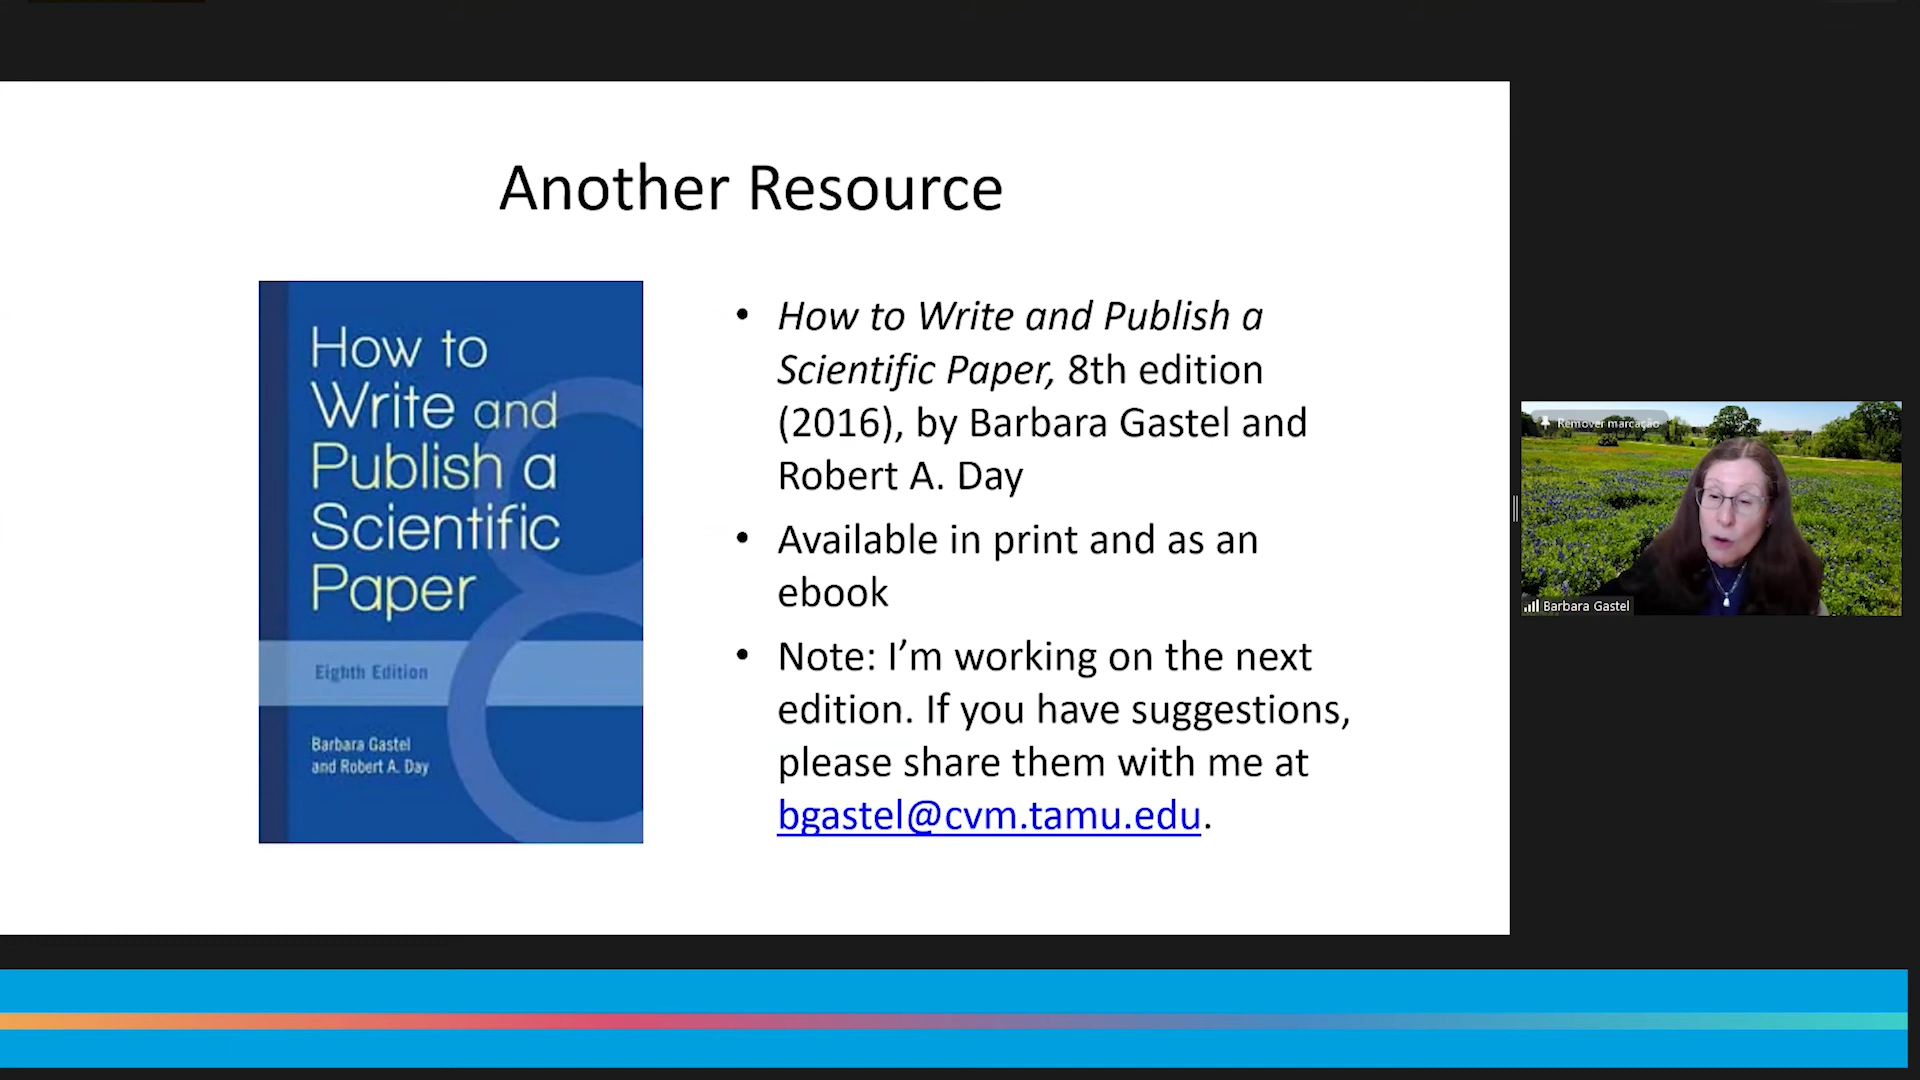 Another Resource
How to
Write and
Publish a
Scientific
Paper
Eighth Edition
Barbara Gastel
and Robert A. Day
• How to Write and Publish a
Scientific Paper, 8th edition
(2016), by Barbara Gastel and
Robert A. Day
• Available in print and as an
ebook
• Note: I’m working on the next
edition. If you have suggestions,
please share them with me at
bgastel@cvm.tamu.edu.
Remover marcação
Barbara Gastel